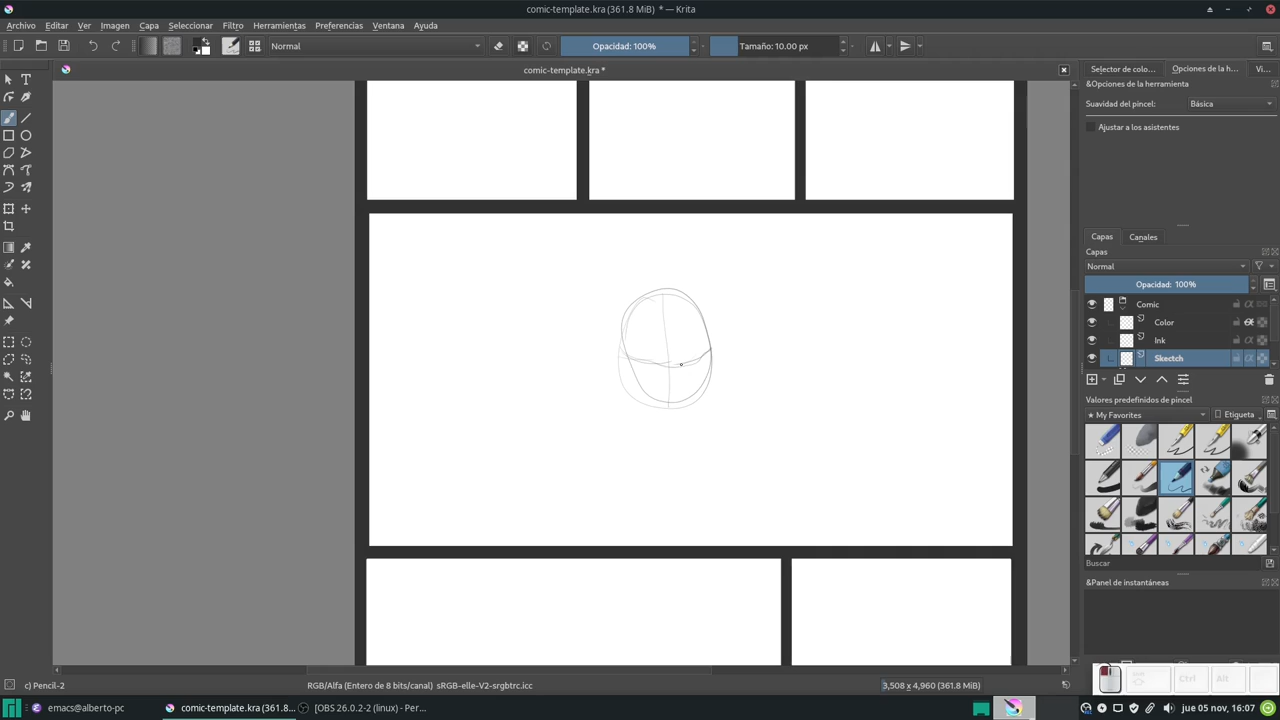 comic-template.kra (361.8 MiB) * — Krita
Archivo Editar Ver Imagen Capa Seleccionar Filtro Herramientas Preferencias Ventana Ayuda
Normal
Opacidad: 100%
Tamaño: 10.00 px
comic-template.kra *
Selector de colo...
Opciones de la h...
Vi...
&Opciones de la herramienta
Suavidad del pincel:
Básica
Ajustar a los asistentes
Capas
Canales
Capas
Normal
Opacidad: 100%
Comic
Color
Ink
Skectch
Valores predefinidos de pincel
★ My Favorites
Etiqueta
Buscar
&Panel de instantáneas
c) Pencil-2
RGB/Alfa (Entero de 8 bits/canal) sRGB-elle-V2-srgbtrc.icc
3,508 x 4,960 (361.8 MiB)
Shift
Ctrl
Alt
emacs@alberto-pc
comic-template.kra (361.8...
[OBS 26.0.2-2 (linux) - Per...
jue 05 nov, 16:07